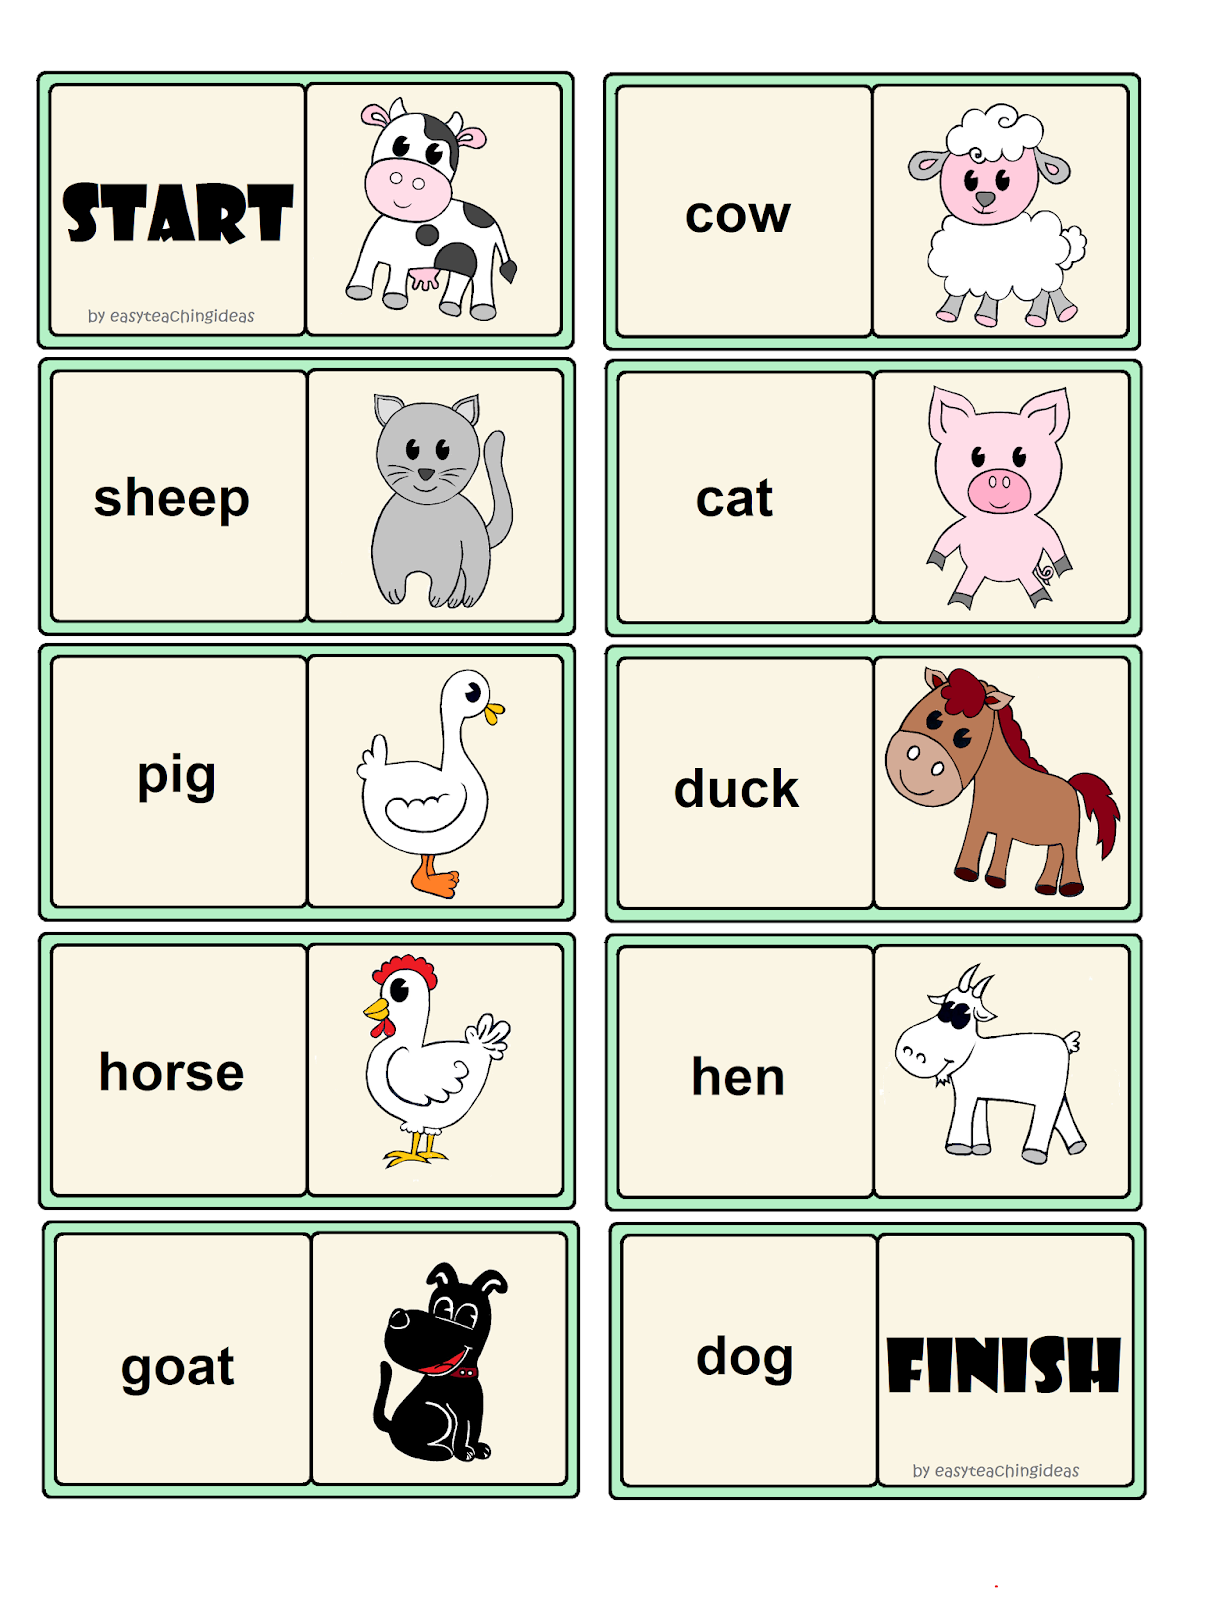 START
by easyteachingideas
cow
sheep
cat
pig
duck
horse
hen
goat
dog
FINISH
by easyteachingideas